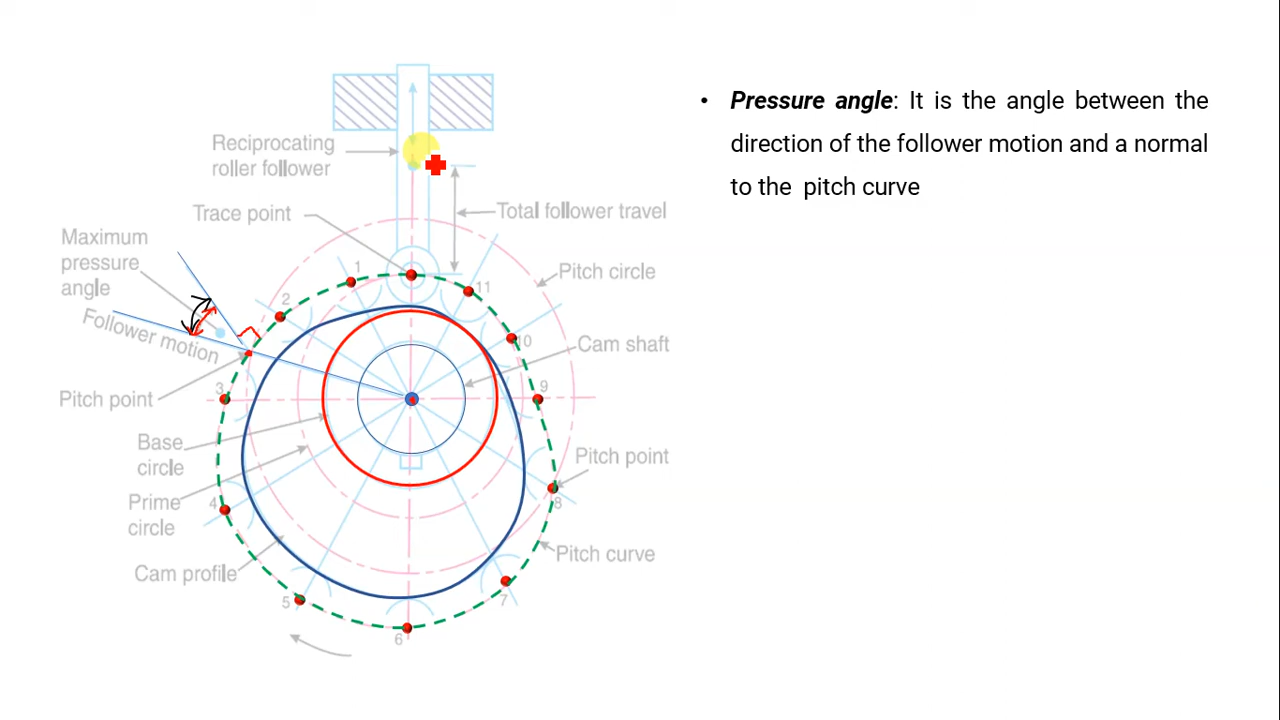 • Pressure angle: It is the angle between the
direction of the follower motion and a normal
to the pitch curve
Reciprocating
roller follower
Trace point
Total follower travel
Maximum
pressure
angle
Pitch circle
Follower motion
Cam shaft
Pitch point
Base
circle
Pitch point
Prime
circle
Pitch curve
Cam profile
1
2
3
4
5
6
7
8
9
10
11